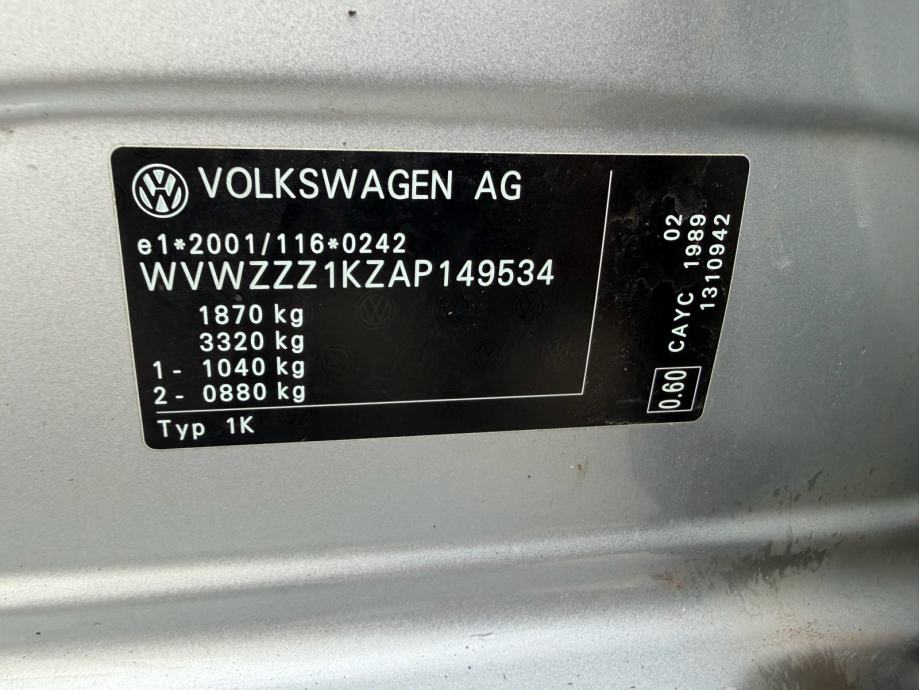 VOLKSWAGEN AG
e1*2001/116*0242
WVWZZZ1KZAP149534
1870 kg
3320 kg
1- 1040 kg
2- 0880 kg
Typ 1K
0.60 CAYC 1989 02
1310942